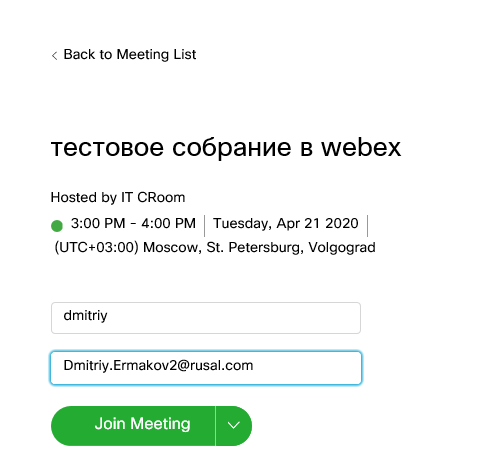 Back to Meeting List
тестовое собрание в webex
Hosted by IT CRoom
3:00 PM - 4:00 PM | Tuesday, Apr 21 2020 |
(UTC+03:00) Moscow, St. Petersburg, Volgograd
dmitriy
Dmitriy.Ermakov2@rusal.com
Join Meeting